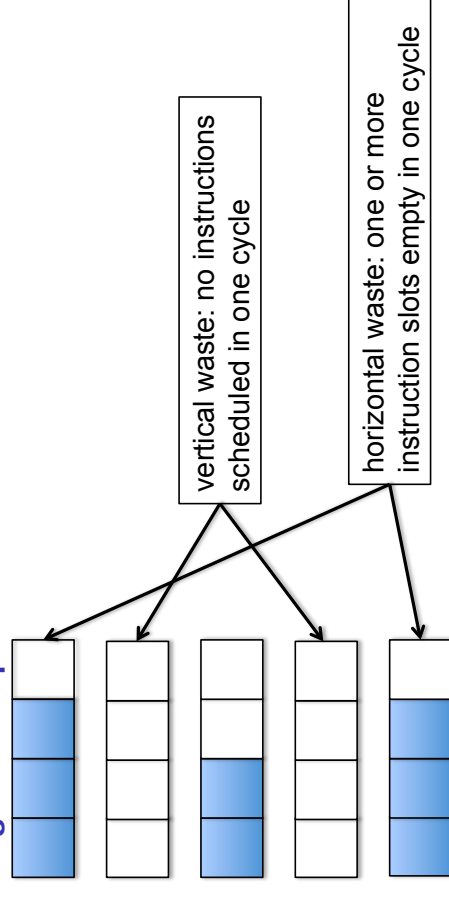 vertical waste: no instructions
scheduled in one cycle
horizontal waste: one or more
instruction slots empty in one cycle